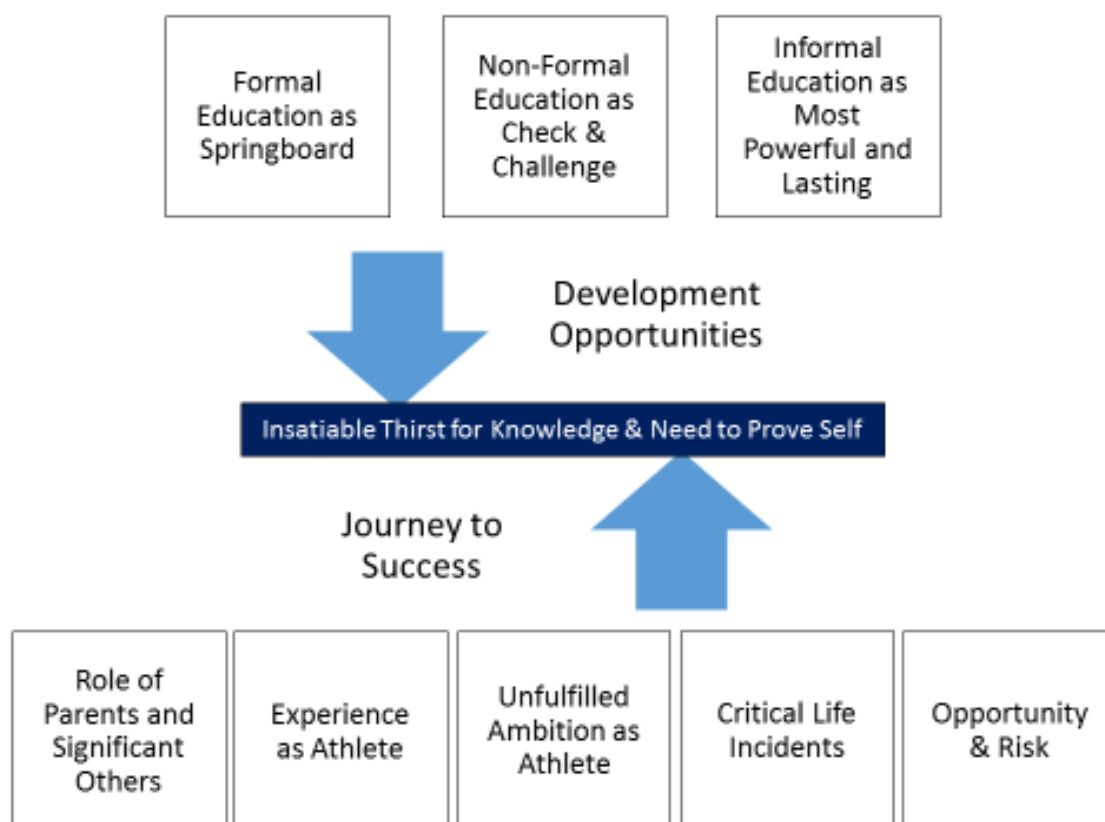 Formal
Education as
Springboard
Non-Formal
Education as
Check &
Challenge
Informal
Education as
Most
Powerful and
Lasting
Development
Opportunities
Insatiable Thirst for Knowledge & Need to Prove Self
Journey to
Success
Role of
Parents and
Significant
Others
Experience
as Athlete
Unfulfilled
Ambition as
Athlete
Critical Life
Incidents
Opportunity
& Risk